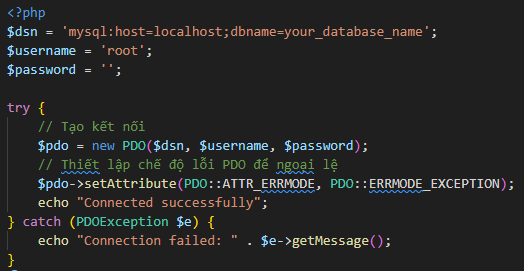 <?php
$dsn = 'mysql:host=localhost;dbname=your_database_name';
$username = 'root';
$password = '';

try {
    // Tạo kết nối
    $pdo = new PDO($dsn, $username, $password);
    // Thiết lập chế độ lỗi PDO để ngoại lệ
    $pdo->setAttribute(PDO::ATTR_ERRMODE, PDO::ERRMODE_EXCEPTION);
    echo "Connected successfully";
} catch (PDOException $e) {
    echo "Connection failed: " . $e->getMessage();
}